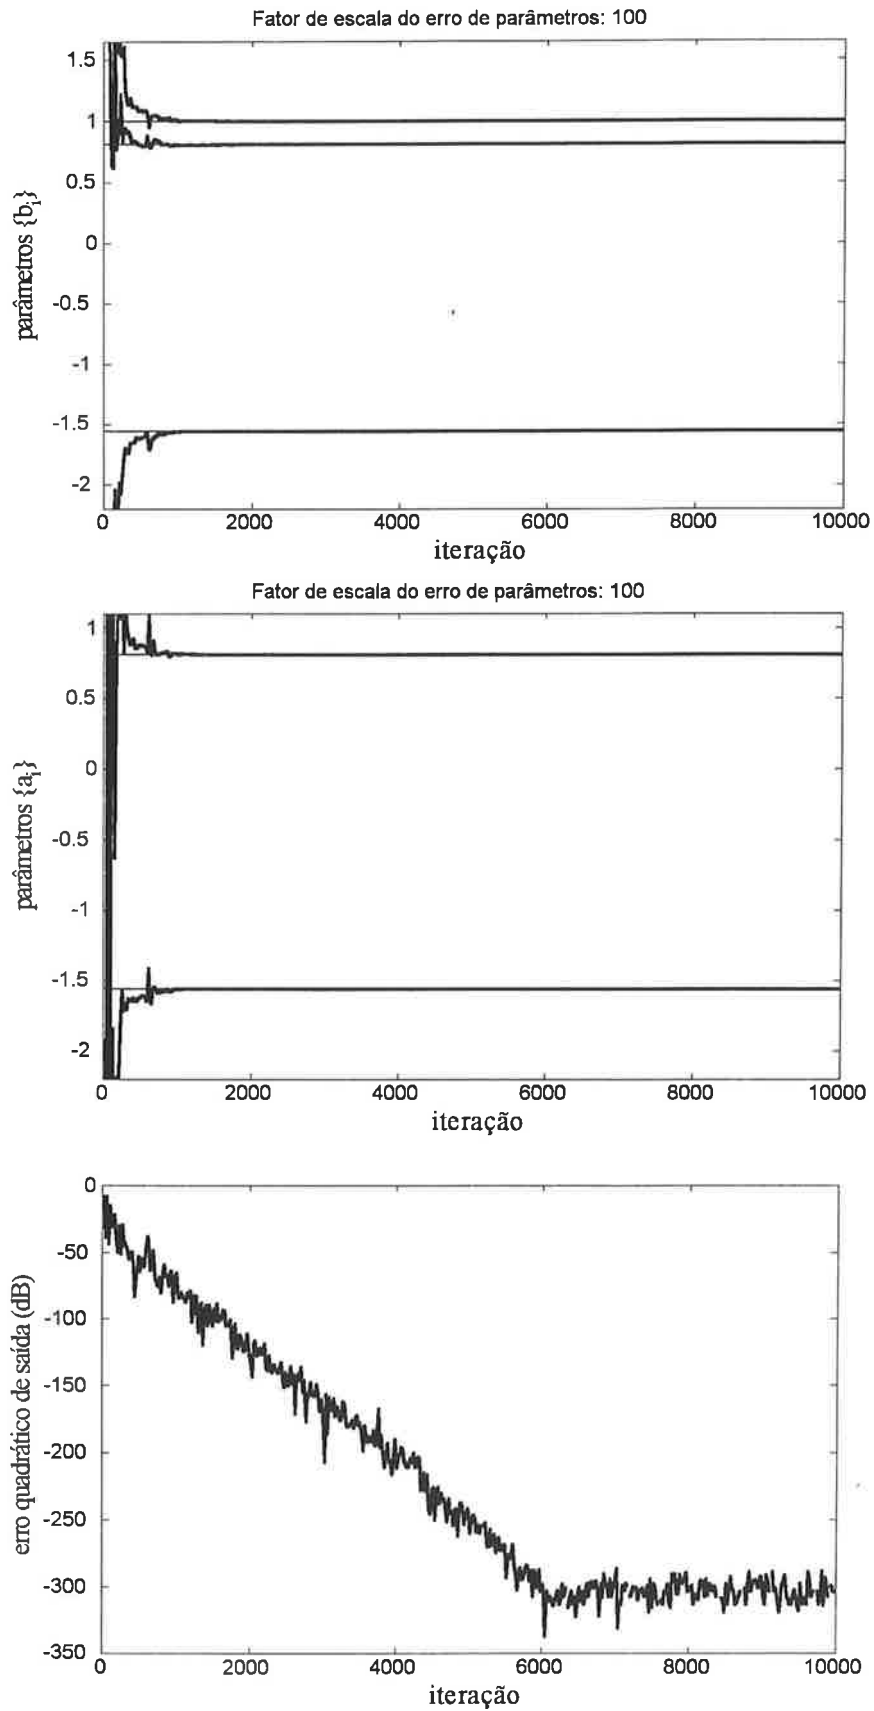 Fator de escala do erro de parâmetros: 100
1.5
1
0.5
0
-0.5
-1
-1.5
-2
parâmetros {bᵢ}
0 2000 4000 6000 8000 10000
iteração
Fator de escala do erro de parâmetros: 100
1
0.5
0
-0.5
-1
-1.5
-2
parâmetros {aᵢ}
0 2000 4000 6000 8000 10000
iteração
0
-50
-100
-150
-200
-250
-300
-350
erro quadrático de saída (dB)
0 2000 4000 6000 8000 10000
iteração